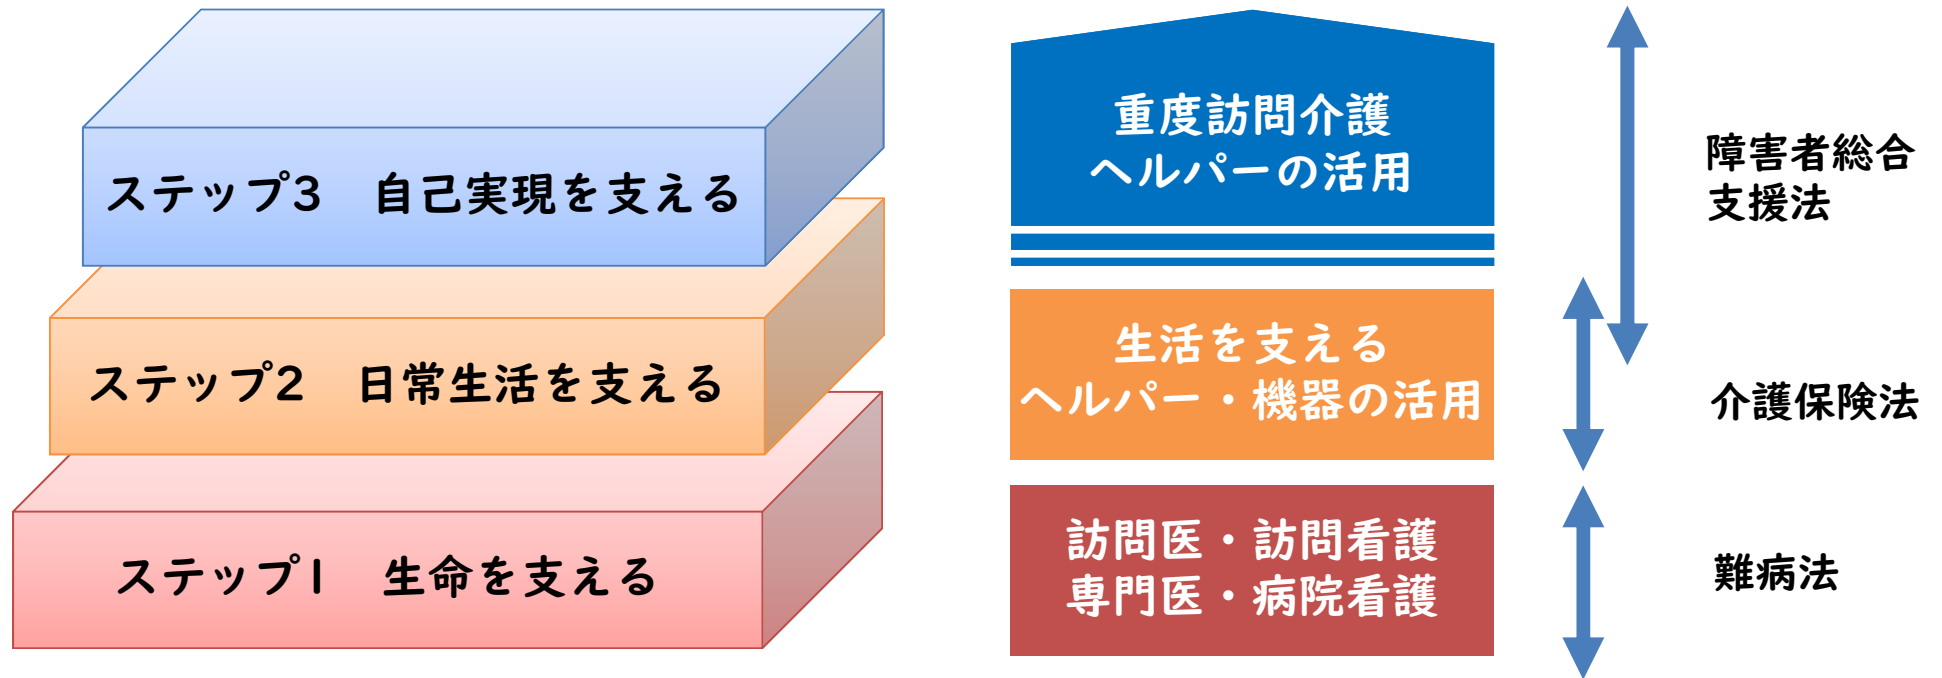 ステップ3　自己実現を支える
ステップ2　日常生活を支える
ステップ1　生命を支える
重度訪問介護
ヘルパーの活用
生活を支える
ヘルパー・機器の活用
訪問医・訪問看護
専門医・病院看護
障害者総合
支援法
介護保険法
難病法